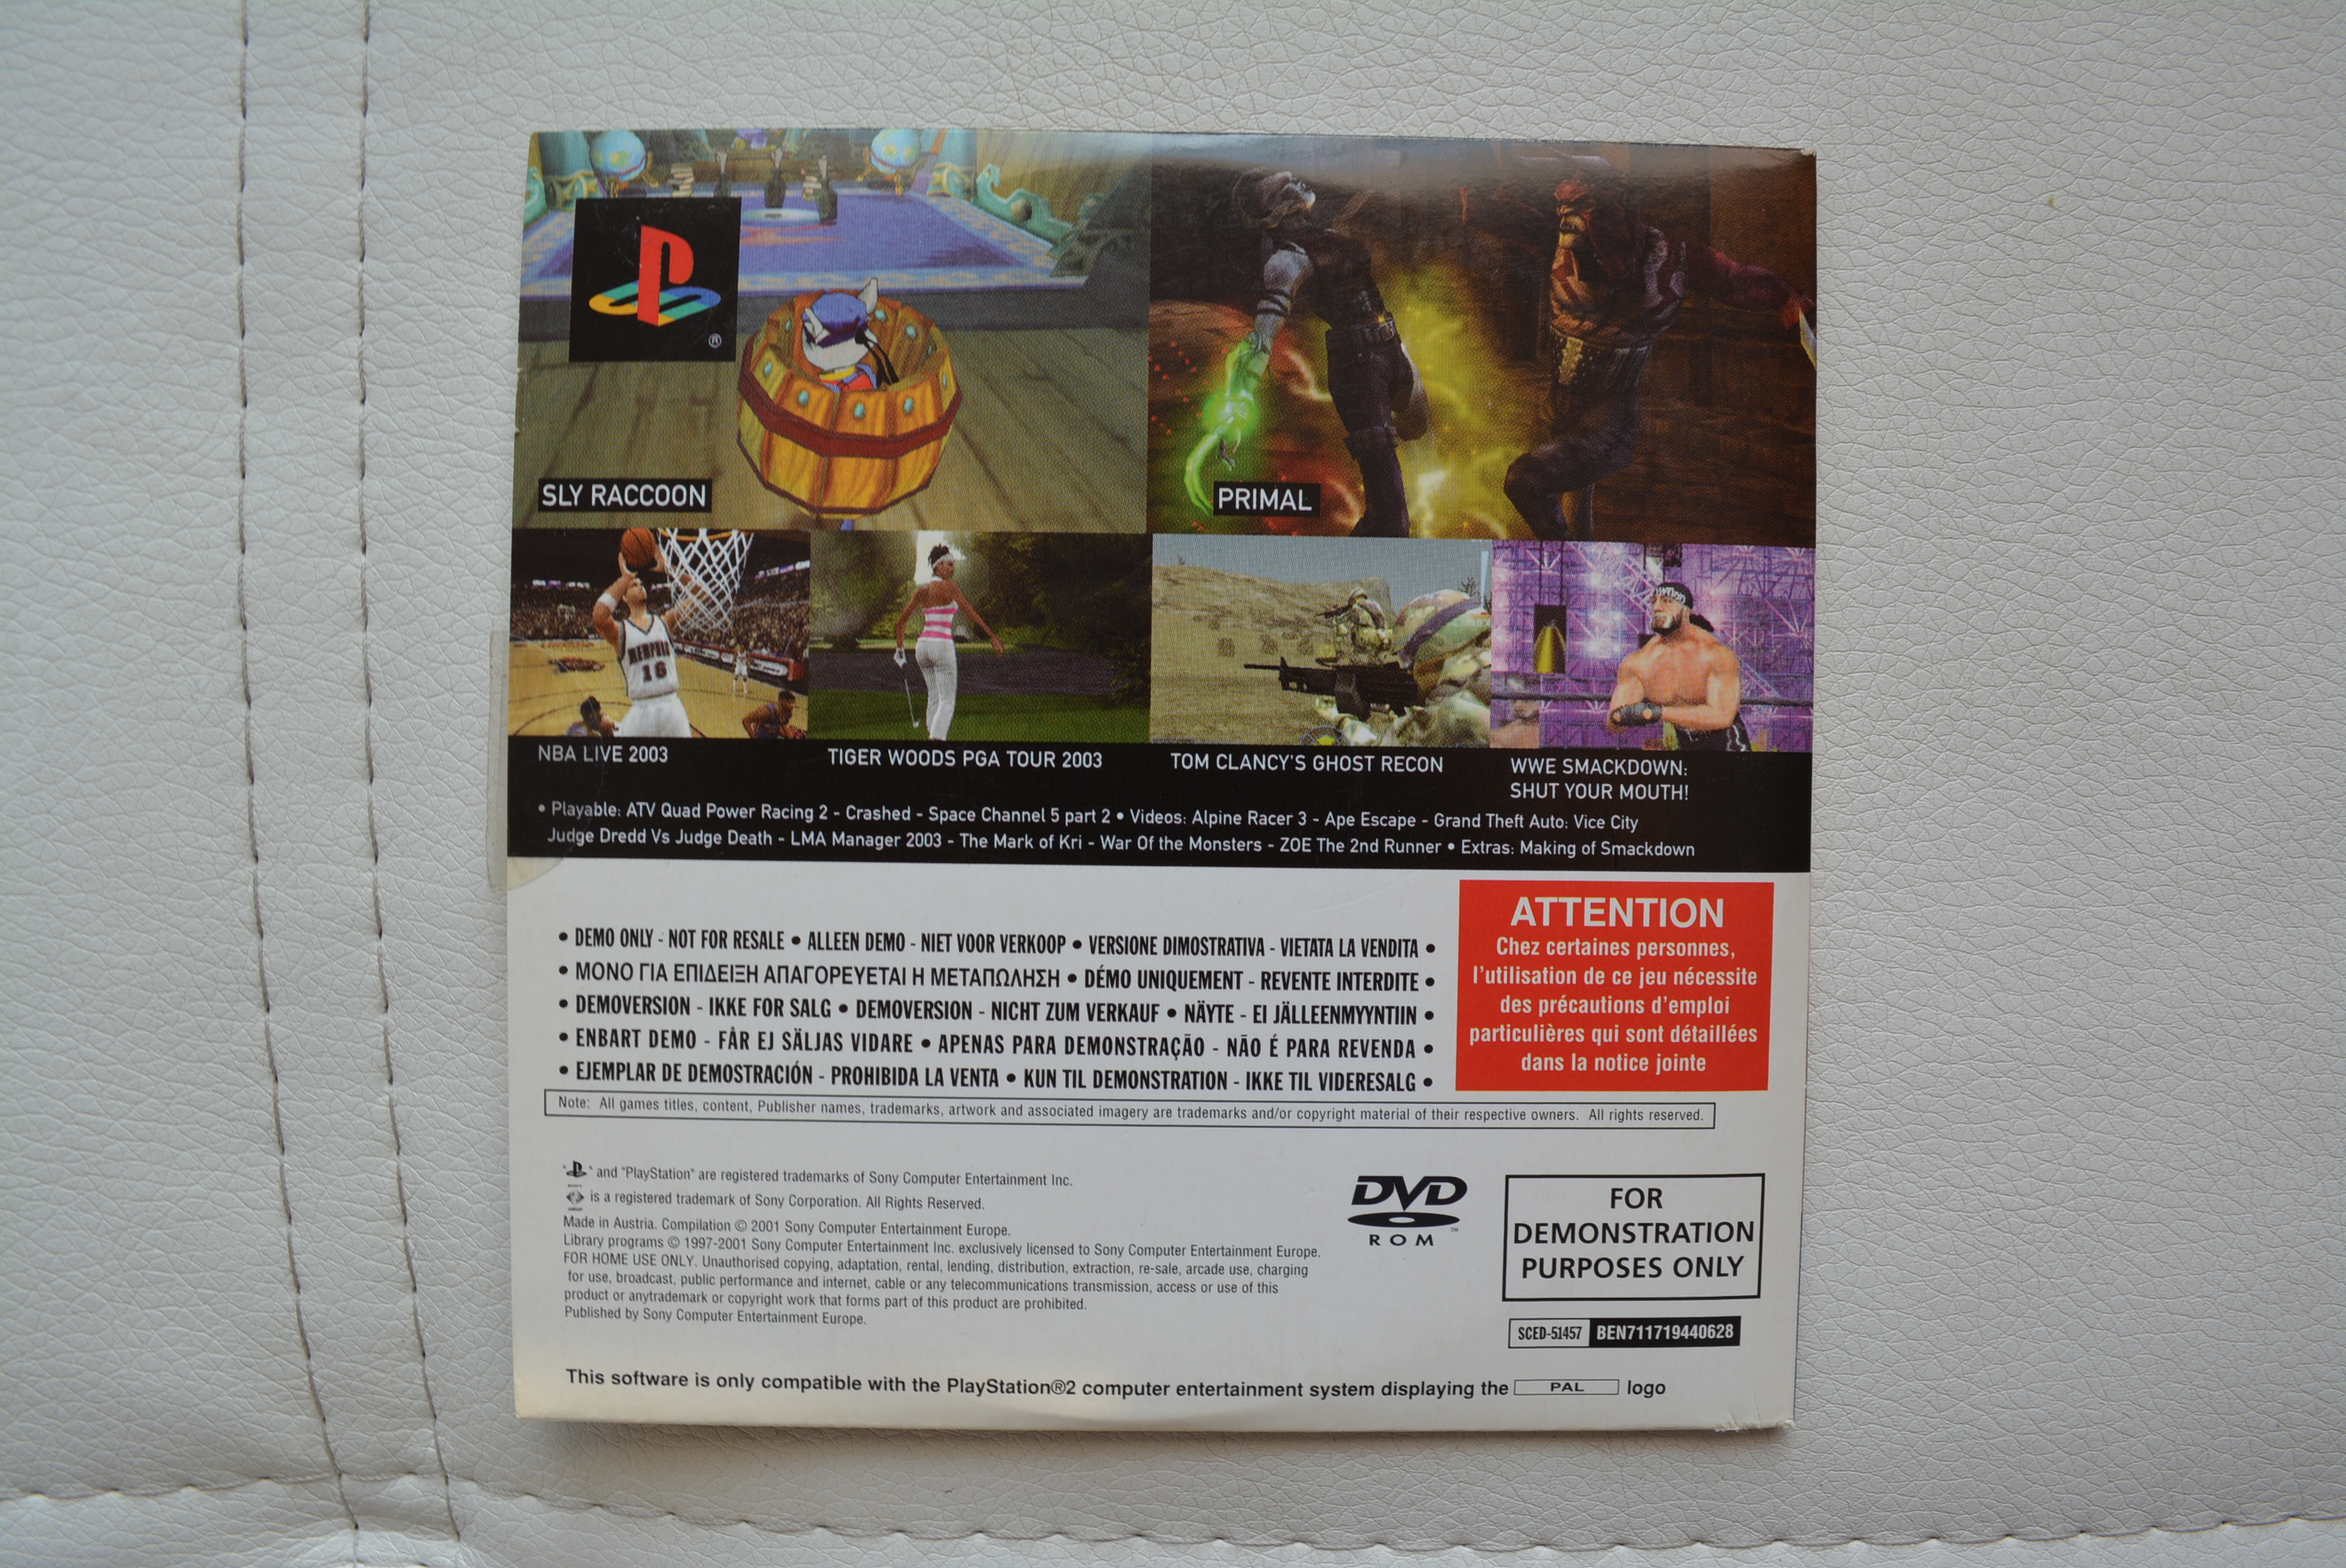 ®
SLY RACCOON
PRIMAL
MEMPHIS
16
NBA LIVE 2003
TIGER WOODS PGA TOUR 2003
TOM CLANCY'S GHOST RECON
WWE SMACKDOWN:
SHUT YOUR MOUTH!
• Playable: ATV Quad Power Racing 2 - Crashed - Space Channel 5 part 2 • Videos: Alpine Racer 3 - Ape Escape - Grand Theft Auto: Vice City
Judge Dredd Vs Judge Death - LMA Manager 2003 - The Mark of Kri - War Of the Monsters - ZOE The 2nd Runner • Extras: Making of Smackdown
• DEMO ONLY - NOT FOR RESALE • ALLEEN DEMO - NIET VOOR VERKOOP • VERSIONE DIMOSTRATIVA - VIETATA LA VENDITA •
• ΜΟΝΟ ΓΙΑ ΕΠΙΔΕΙΞΗ ΑΠΑΓΟΡΕΥΕΤΑΙ Η ΜΕΤΑΠΩΛΗΣΗ • DÉMO UNIQUEMENT - REVENTE INTERDITE •
• DEMOVERSION - IKKE FOR SALG • DEMOVERSION - NICHT ZUM VERKAUF • NÄYTE - EI JÄLLEENMYYNTIIN •
• ENBART DEMO - FÅR EJ SÄLJAS VIDARE • APENAS PARA DEMONSTRAÇÃO - NÃO É PARA REVENDA •
• EJEMPLAR DE DEMOSTRACIÓN - PROHIBIDA LA VENTA • KUN TIL DEMONSTRATION - IKKE TIL VIDERESALG •
ATTENTION
Chez certaines personnes,
l'utilisation de ce jeu nécessite
des précautions d'emploi
particulières qui sont détaillées
dans la notice jointe
Note: All games titles, content, Publisher names, trademarks, artwork and associated imagery are trademarks and/or copyright material of their respective owners. All rights reserved.
" " and "PlayStation" are registered trademarks of Sony Computer Entertainment Inc.
is a registered trademark of Sony Corporation. All Rights Reserved.
Made in Austria. Compilation © 2001 Sony Computer Entertainment Europe.
Library programs © 1997-2001 Sony Computer Entertainment Inc. exclusively licensed to Sony Computer Entertainment Europe.
FOR HOME USE ONLY. Unauthorised copying, adaptation, rental, lending, distribution, extraction, re-sale, arcade use, charging
for use, broadcast, public performance and internet, cable or any telecommunications transmission, access or use of this
product or anytrademark or copyright work that forms part of this product are prohibited.
Published by Sony Computer Entertainment Europe.
DVD
™
ROM
FOR
DEMONSTRATION
PURPOSES ONLY
SCED-51457 BEN711719440628
This software is only compatible with the PlayStation®2 computer entertainment system displaying the PAL logo